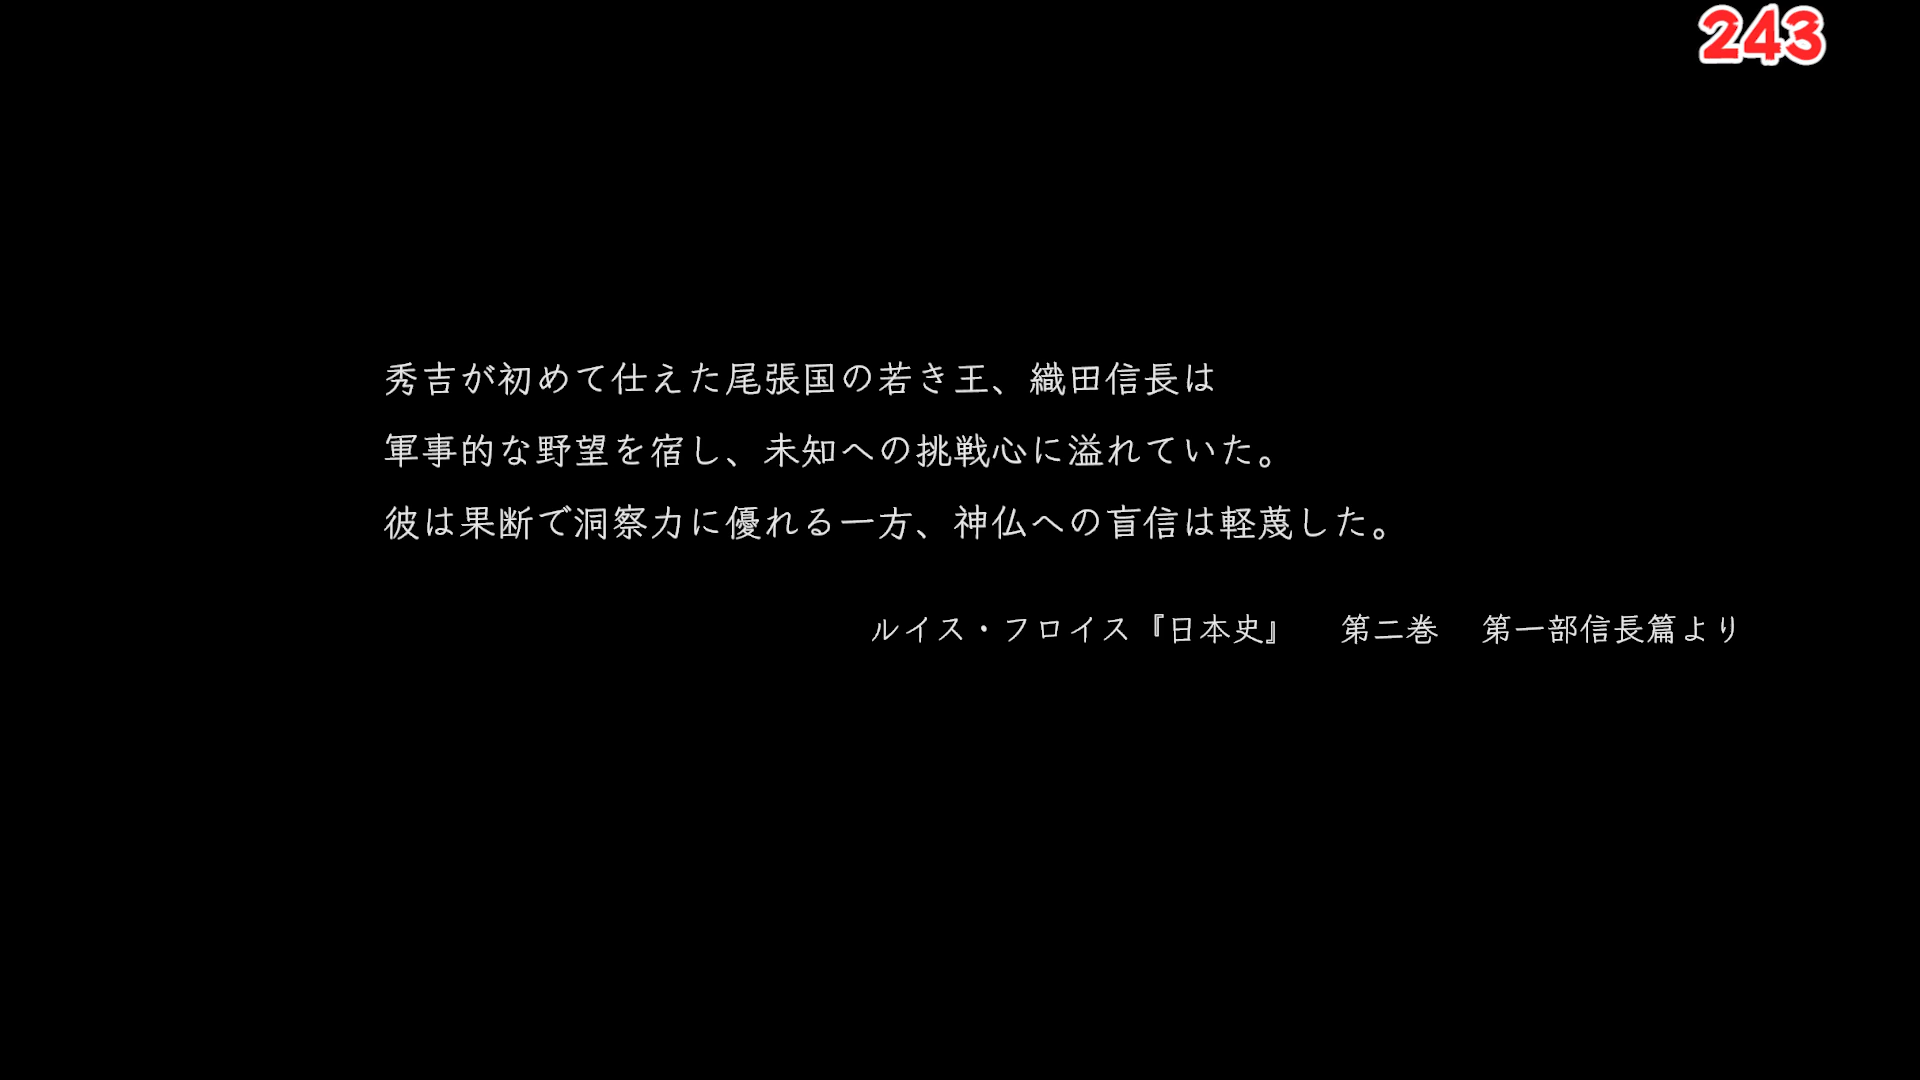 243
秀吉が初めて仕えた尾張国の若き王、織田信長は
軍事的な野望を宿し、未知への挑戦心に溢れていた。
彼は果断で洞察力に優れる一方、神仏への盲信は軽蔑した。
ルイス・フロイス『日本史』　第二巻　第一部信長篇より